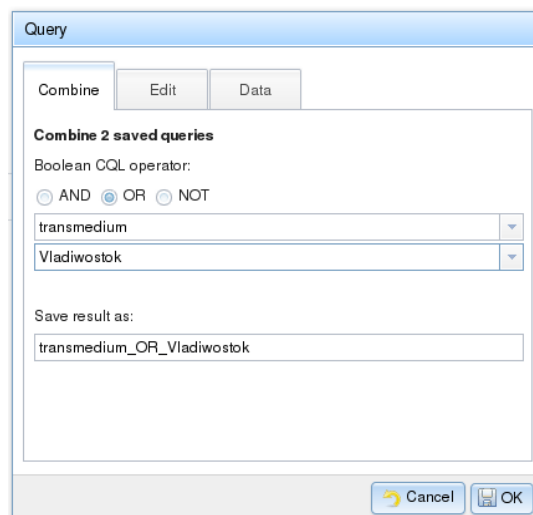 Query
Combine Edit Data
Combine 2 saved queries
Boolean CQL operator:
AND OR NOT
transmedium
Vladiwostok
Save result as:
transmedium_OR_Vladiwostok
Cancel OK